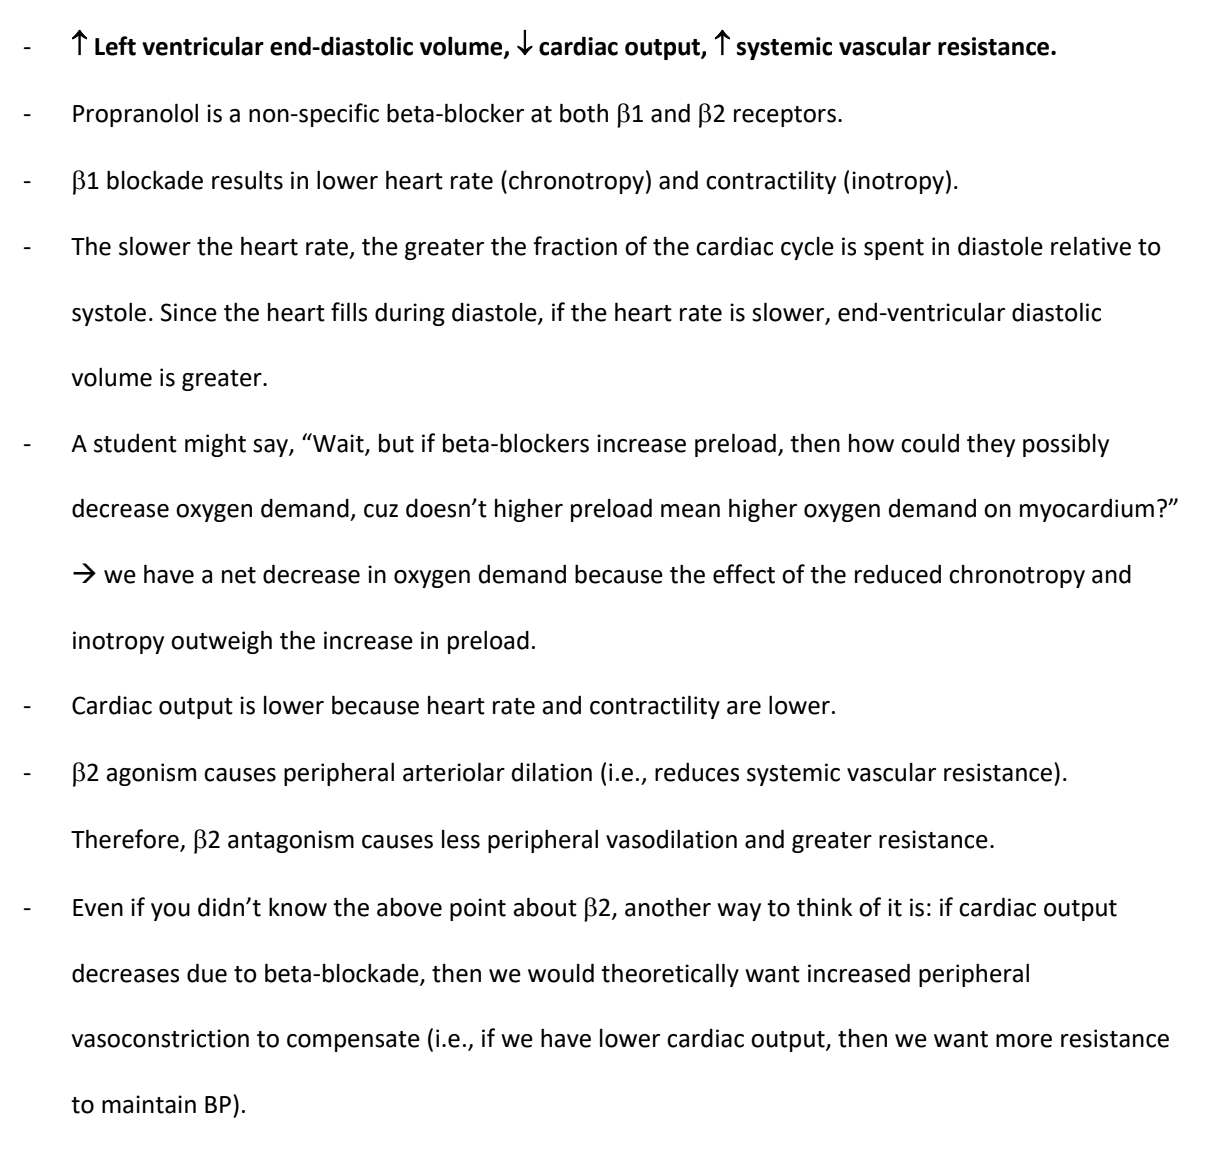 - ↑ Left ventricular end-diastolic volume, ↓ cardiac output, ↑ systemic vascular resistance.
- Propranolol is a non-specific beta-blocker at both β1 and β2 receptors.
- β1 blockade results in lower heart rate (chronotropy) and contractility (inotropy).
- The slower the heart rate, the greater the fraction of the cardiac cycle is spent in diastole relative to
systole. Since the heart fills during diastole, if the heart rate is slower, end-ventricular diastolic
volume is greater.
- A student might say, “Wait, but if beta-blockers increase preload, then how could they possibly
decrease oxygen demand, cuz doesn’t higher preload mean higher oxygen demand on myocardium?”
→ we have a net decrease in oxygen demand because the effect of the reduced chronotropy and
inotropy outweigh the increase in preload.
- Cardiac output is lower because heart rate and contractility are lower.
- β2 agonism causes peripheral arteriolar dilation (i.e., reduces systemic vascular resistance).
Therefore, β2 antagonism causes less peripheral vasodilation and greater resistance.
- Even if you didn’t know the above point about β2, another way to think of it is: if cardiac output
decreases due to beta-blockade, then we would theoretically want increased peripheral
vasoconstriction to compensate (i.e., if we have lower cardiac output, then we want more resistance
to maintain BP).